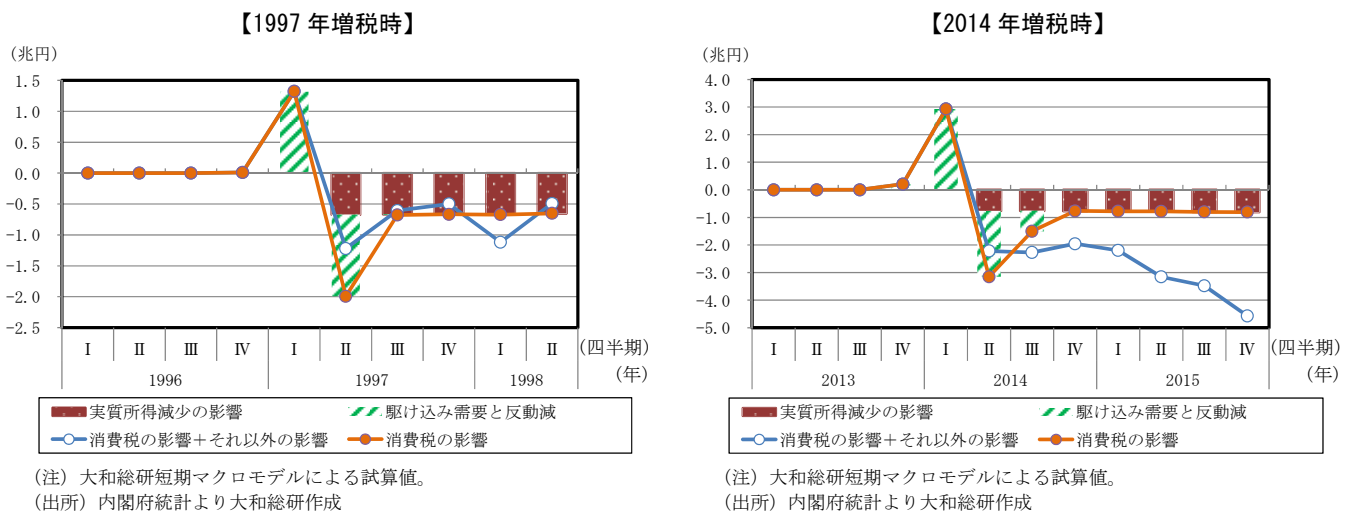 【1997 年増税時】
（兆円）
1.5
1.0
0.5
0.0
−0.5
−1.0
−1.5
−2.0
−2.5
Ⅰ Ⅱ Ⅲ Ⅳ Ⅰ Ⅱ Ⅲ Ⅳ Ⅰ Ⅱ （四半期）
1996 1997 1998 （年）
実質所得減少の影響 駆け込み需要と反動減
消費税の影響＋それ以外の影響 消費税の影響
（注）大和総研短期マクロモデルによる試算値。
（出所）内閣府統計より大和総研作成
【2014 年増税時】
（兆円）
4.0
3.0
2.0
1.0
0.0
−1.0
−2.0
−3.0
−4.0
−5.0
Ⅰ Ⅱ Ⅲ Ⅳ Ⅰ Ⅱ Ⅲ Ⅳ Ⅰ Ⅱ Ⅲ Ⅳ （四半期）
2013 2014 2015 （年）
実質所得減少の影響 駆け込み需要と反動減
消費税の影響＋それ以外の影響 消費税の影響
（注）大和総研短期マクロモデルによる試算値。
（出所）内閣府統計より大和総研作成